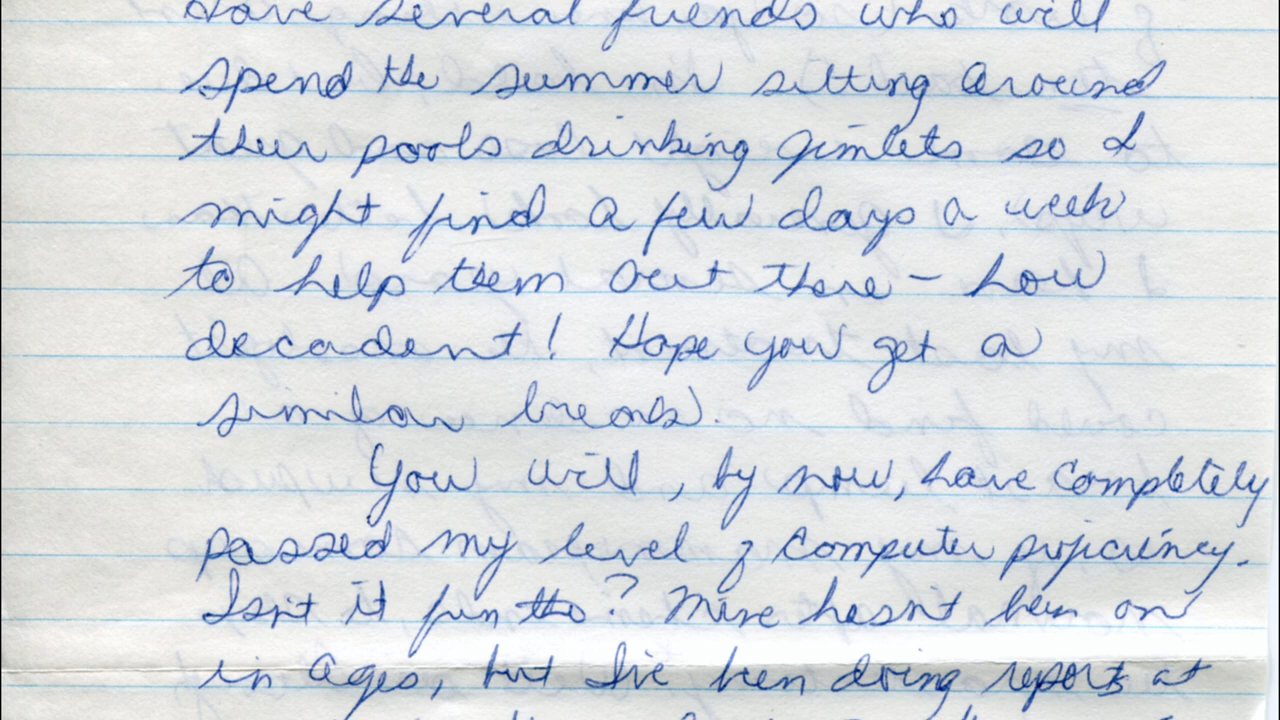 have several friends who will
spend the summer sitting around
their pools drinking gimlets so I
might find a few days a week
to help them out there – how
decadent! Hope you get a
similar break.
You will, by now, have completely
passed my level of computer proficiency.
Isn't it fun tho? Mine hasn't been on
in ages, but I've been doing reports at